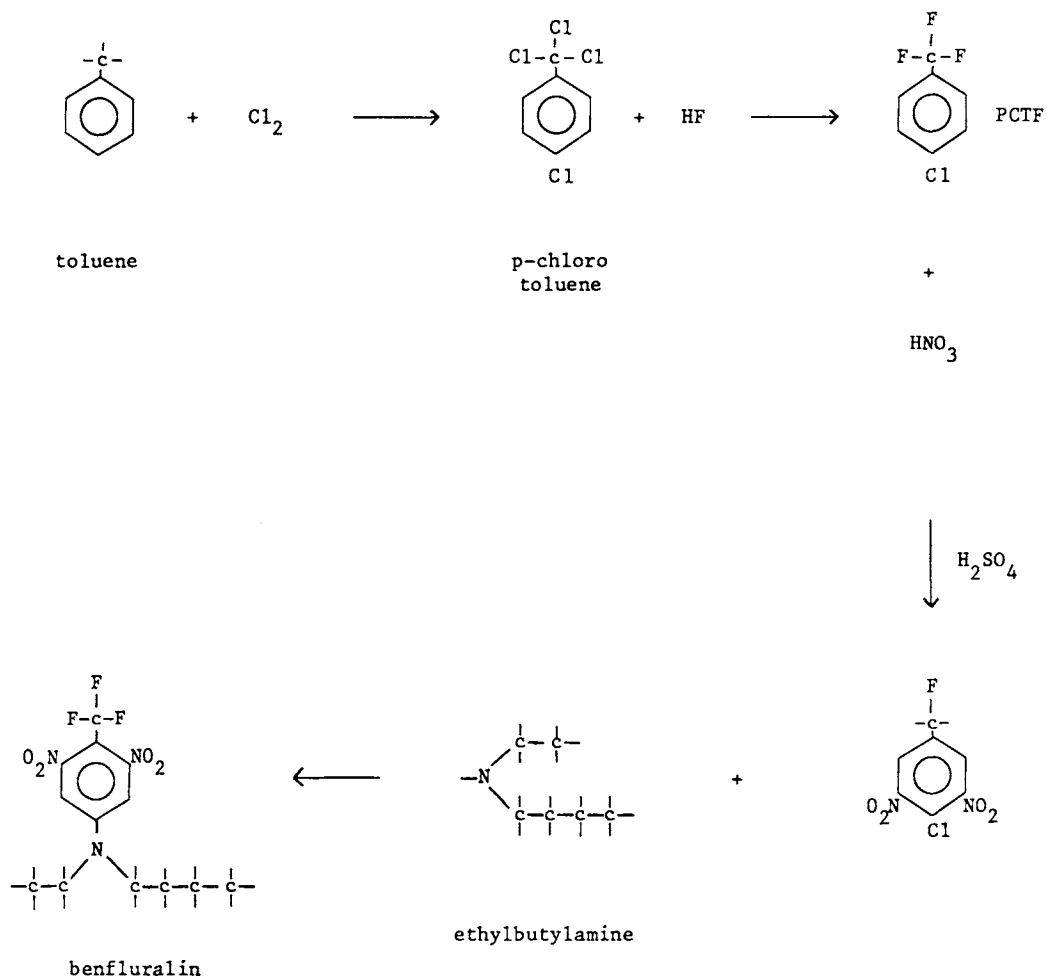 Cl
F
-C-
Cl-C-Cl
F-C-F
+ Cl2
+ HF
PCTF
Cl
Cl
toluene
p-chloro
toluene
+
HNO3
H2SO4
F
F-C-F
O2N NO2
N
-C-C- -C-C-C-C-
benfluralin
C-C-
-N
C-C-C-C-
ethylbutylamine
+
F
-C-
O2N NO2
Cl